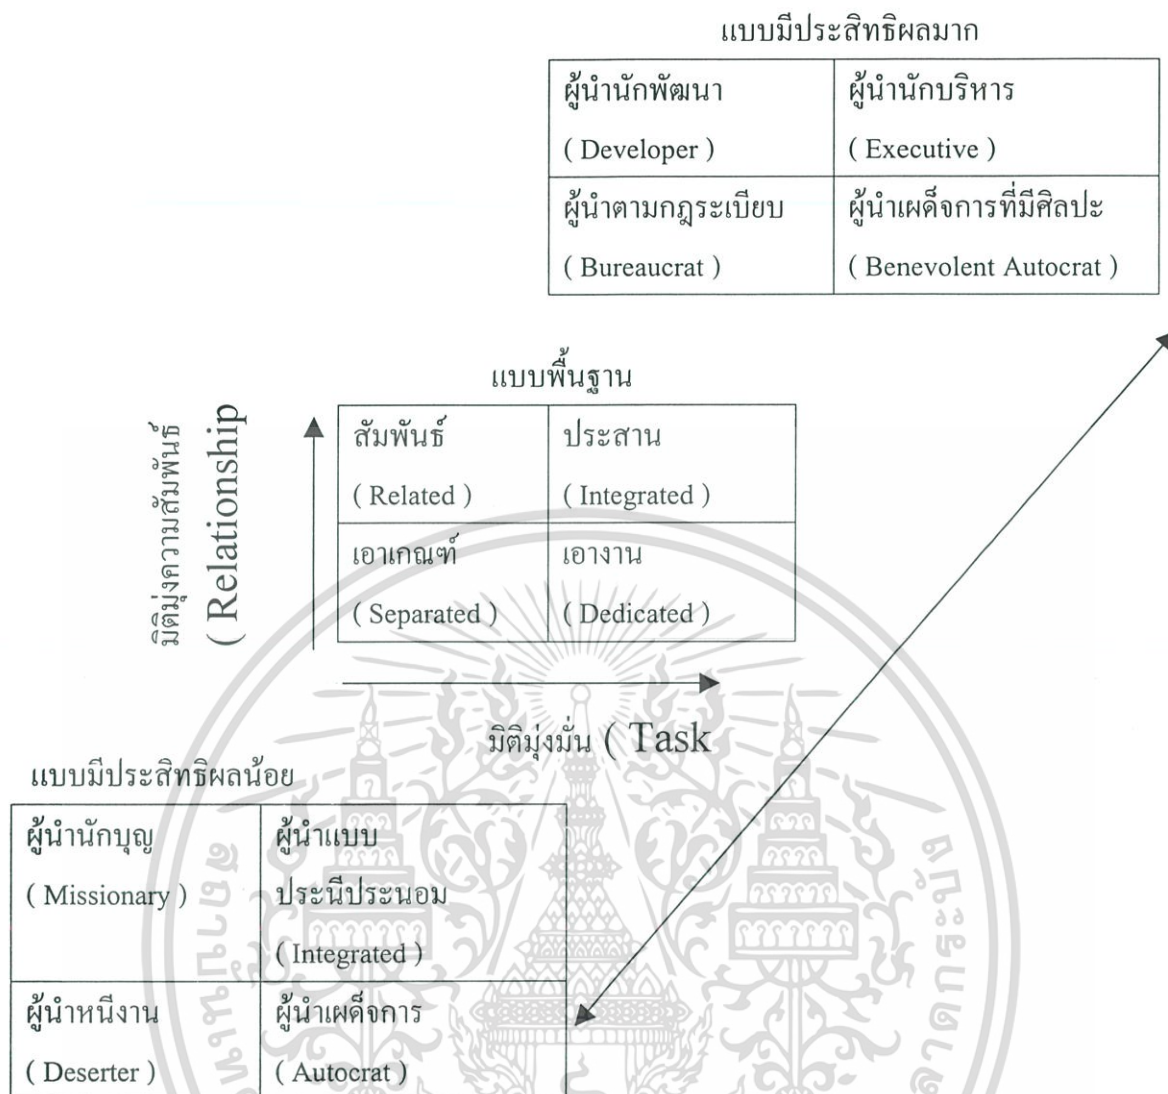 แบบมีประสิทธิผลมาก
ผู้นำนักพัฒนา
( Developer )
ผู้นำนักบริหาร
( Executive )
ผู้นำตามกฎระเบียบ
( Bureaucrat )
ผู้นำเผด็จการที่มีศิลปะ
( Benevolent Autocrat )
แบบพื้นฐาน
มิติมุ่งความสัมพันธ์
( Relationship
สัมพันธ์
( Related )
ประสาน
( Integrated )
เอาเกณฑ์
( Separated )
เอางาน
( Dedicated )
มิติมุ่งมั่น ( Task
แบบมีประสิทธิผลน้อย
ผู้นำนักบุญ
( Missionary )
ผู้นำแบบ
ประนีประนอม
( Integrated )
ผู้นำหนีงาน
( Deserter )
ผู้นำเผด็จการ
( Autocrat )